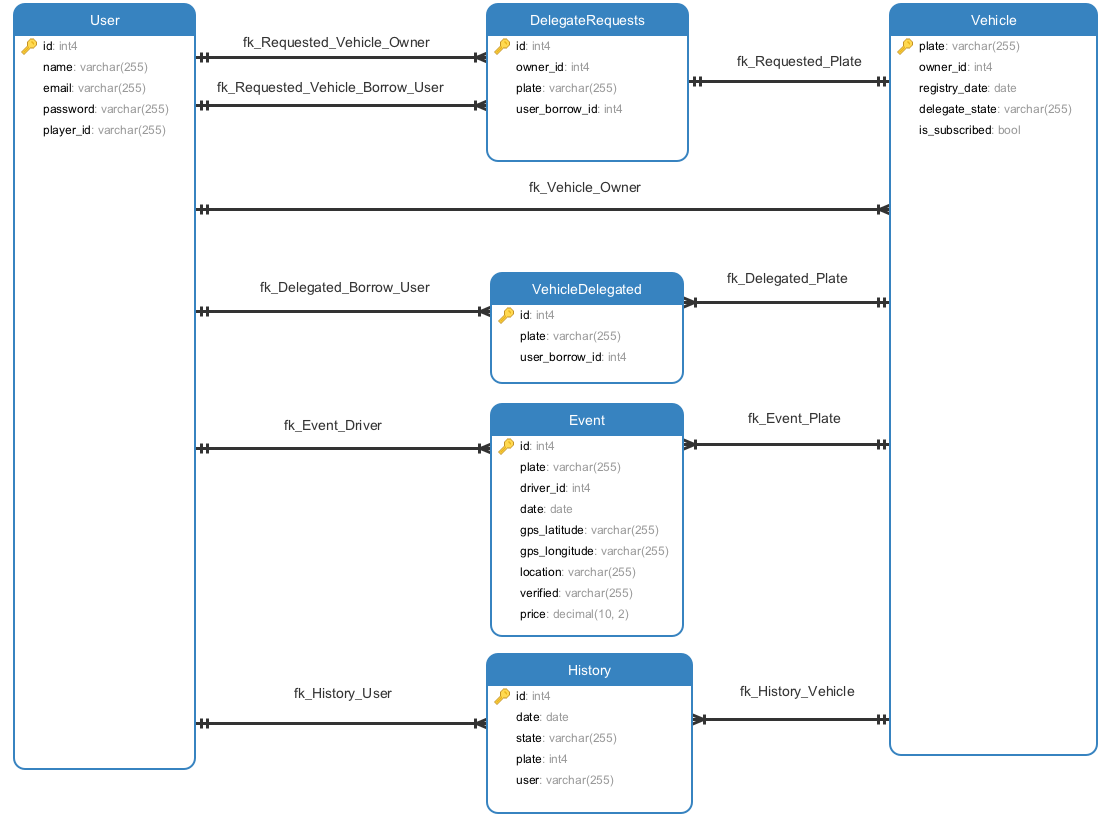 User
id: int4
name: varchar(255)
email: varchar(255)
password: varchar(255)
player_id: varchar(255)
fk_Requested_Vehicle_Owner
fk_Requested_Vehicle_Borrow_User
DelegateRequests
id: int4
owner_id: int4
plate: varchar(255)
user_borrow_id: int4
fk_Requested_Plate
Vehicle
plate: varchar(255)
owner_id: int4
registry_date: date
delegate_state: varchar(255)
is_subscribed: bool
fk_Vehicle_Owner
fk_Delegated_Borrow_User
VehicleDelegated
id: int4
plate: varchar(255)
user_borrow_id: int4
fk_Delegated_Plate
fk_Event_Driver
Event
id: int4
plate: varchar(255)
driver_id: int4
date: date
gps_latitude: varchar(255)
gps_longitude: varchar(255)
location: varchar(255)
verified: varchar(255)
price: decimal(10, 2)
fk_Event_Plate
fk_History_User
History
id: int4
date: date
state: varchar(255)
plate: int4
user: varchar(255)
fk_History_Vehicle